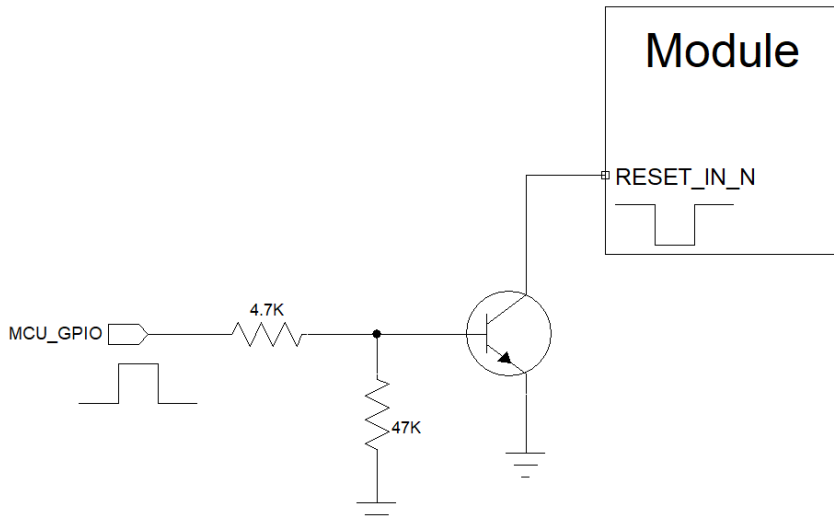 Module
RESET_IN_N
4.7K
MCU_GPIO
47K